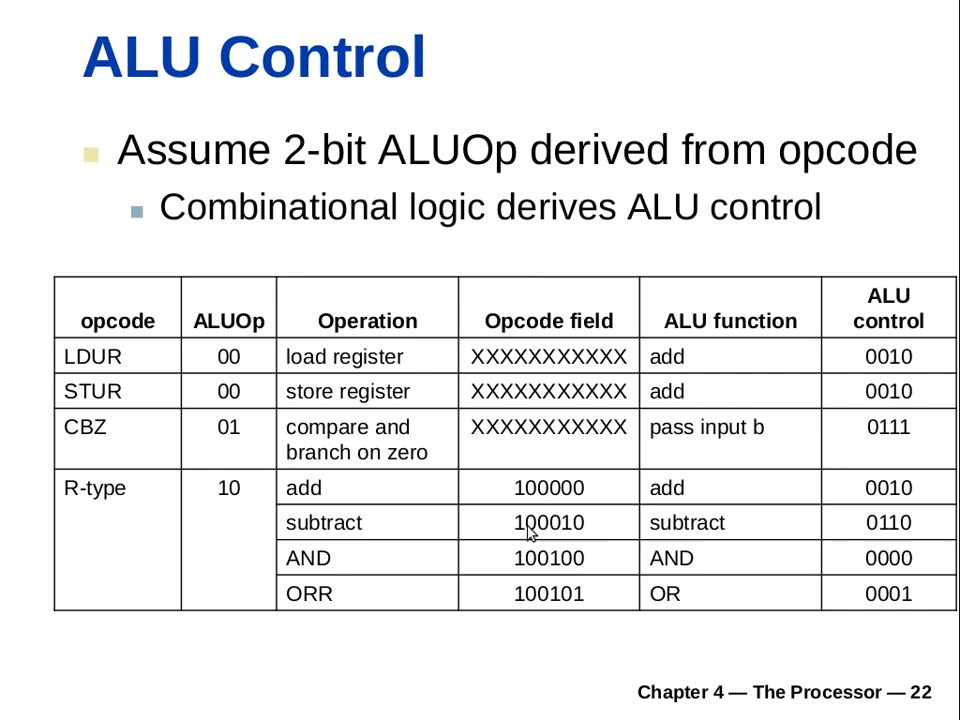 ALU Control
Assume 2-bit ALUOp derived from opcode
Combinational logic derives ALU control
opcode ALUOp Operation Opcode field ALU function ALU control
LDUR 00 load register XXXXXXXXXXX add 0010
STUR 00 store register XXXXXXXXXXX add 0010
CBZ 01 compare and branch on zero XXXXXXXXXXX pass input b 0111
R-type 10 add 100000 add 0010
subtract 100010 subtract 0110
AND 100100 AND 0000
ORR 100101 OR 0001
Chapter 4 — The Processor — 22